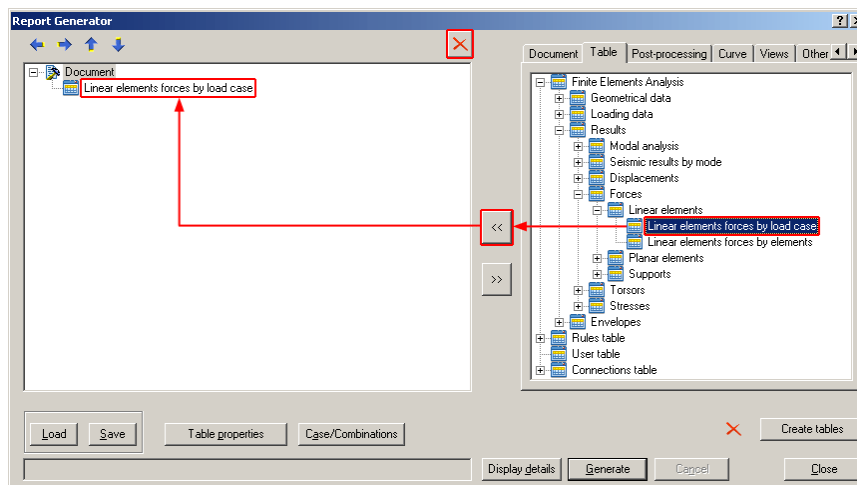 Report Generator
Document
Linear elements forces by load case
<<
>>
Document Table Post-processing Curve Views Other
Finite Elements Analysis
Geometrical data
Loading data
Results
Modal analysis
Seismic results by mode
Displacements
Forces
Linear elements
Linear elements forces by load case
Linear elements forces by elements
Planar elements
Supports
Torsors
Stresses
Envelopes
Rules table
User table
Connections table
Load Save Table properties Case/Combinations
Create tables
Display details Generate Cancel Close